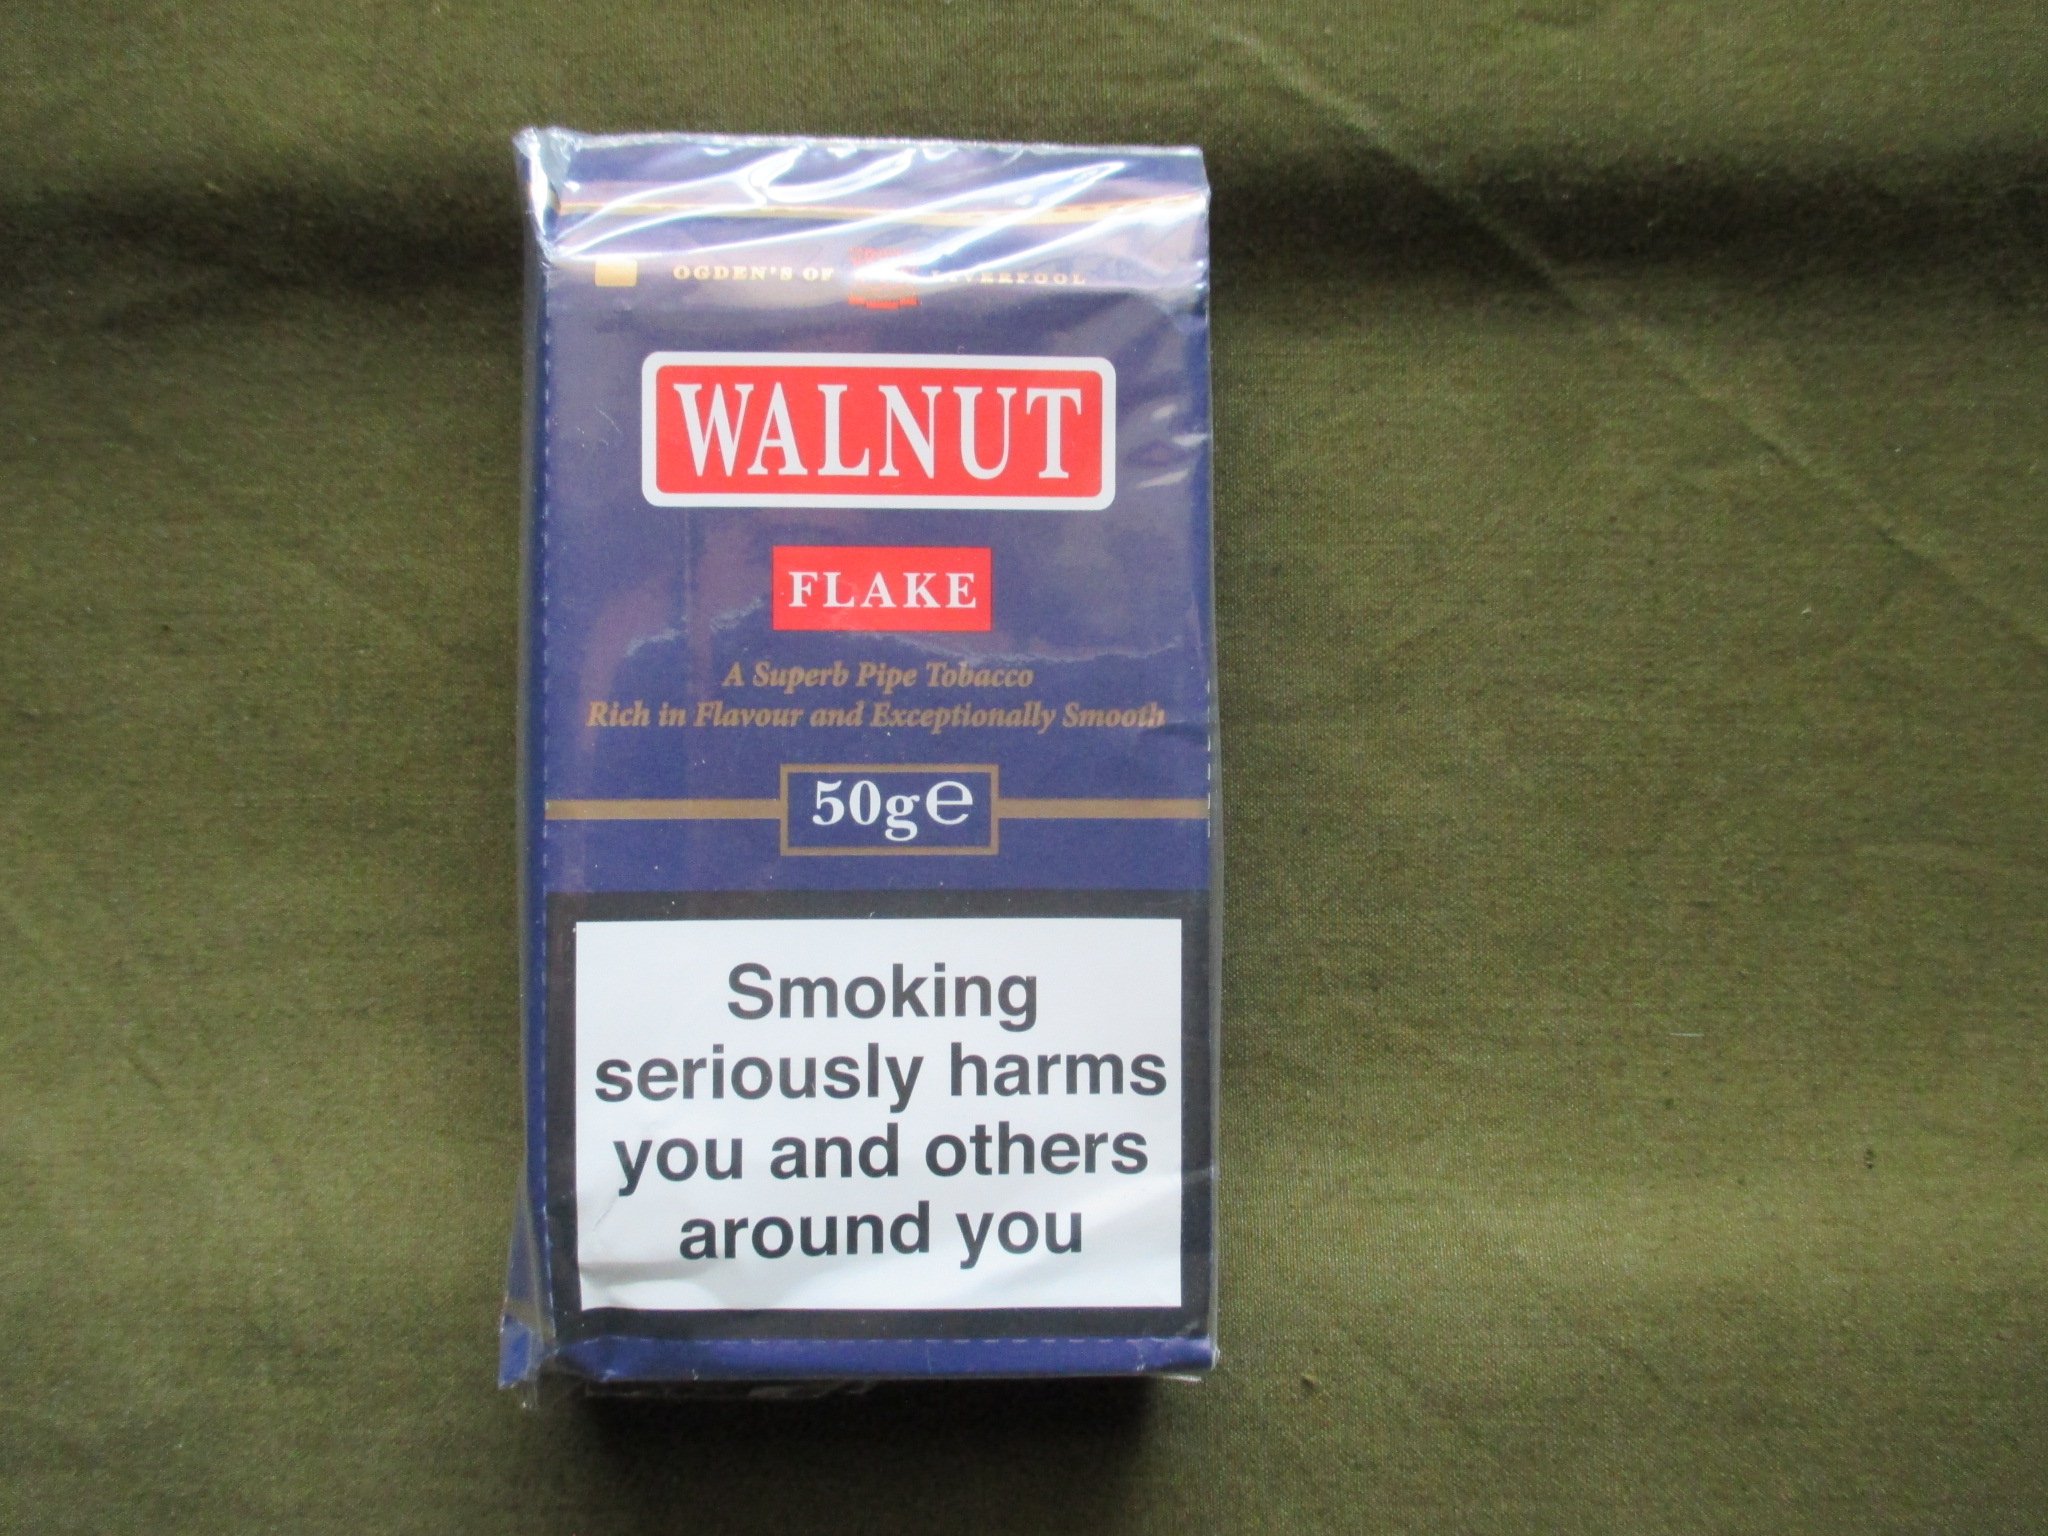 OGDEN'S OF LIVERPOOL
WALNUT
FLAKE
A Superb Pipe Tobacco
Rich in Flavour and Exceptionally Smooth
50g℮
Smoking
seriously harms
you and others
around you